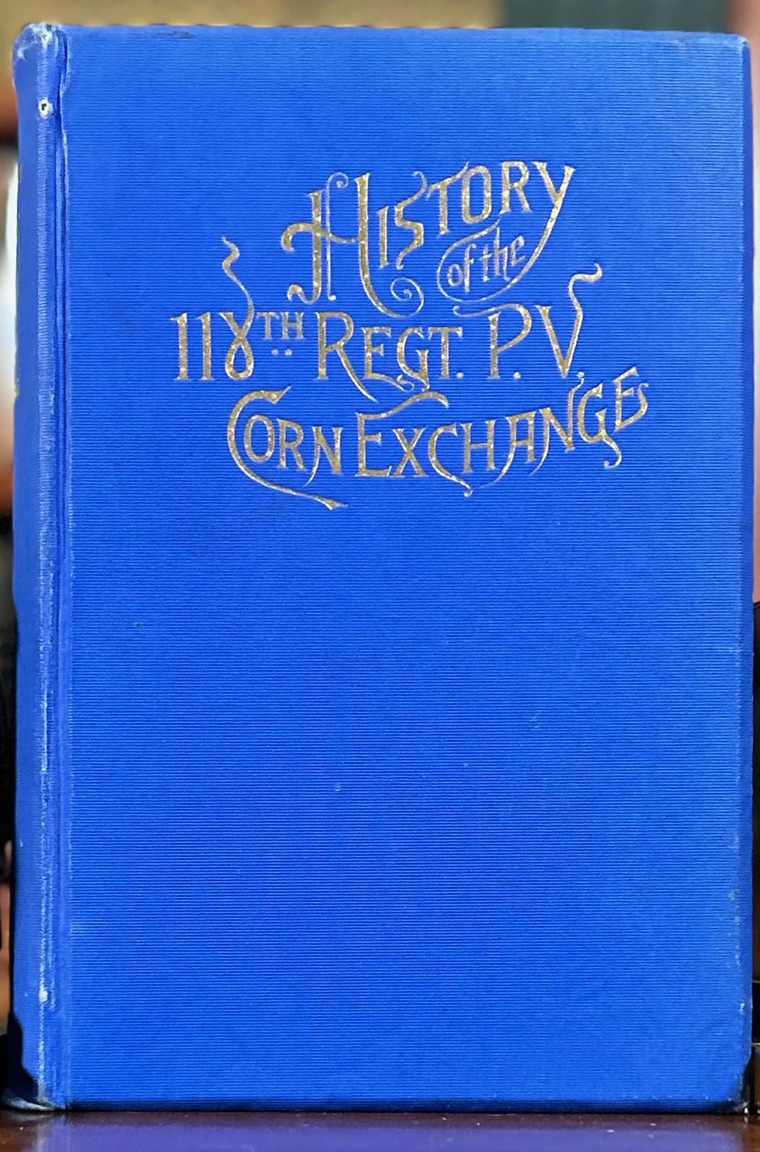 HISTORY
of the
118TH REGT. P. V.
CORN EXCHANGE